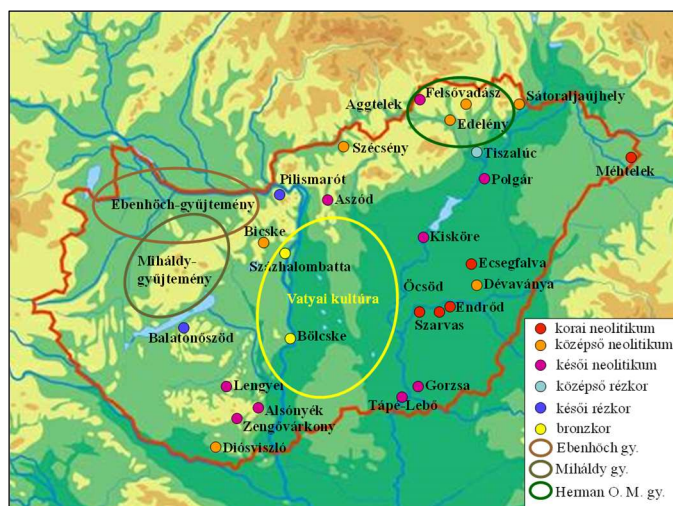 Felsővadász
Aggtelek
Sátoraljaújhely
Edelény
Szécsény
Tiszalúc
Méhtelek
Pilismarót
Polgár
Aszód
Ebenhöch-gyűjtemény
Bicske
Kisköre
Miháldy-
gyűjtemény
Százhalombatta
Ecsegfalva
Öcsöd
Dévaványa
Vatyai kultúra
Endrőd
Szarvas
Balatonőszöd
Bölcske
Lengyel
Gorzsa
Alsónyék
Tápé-Lebő
Zengővárkony
Diósviszló
korai neolitikum
középső neolitikum
késői neolitikum
középső rézkor
késői rézkor
bronzkor
Ebenhöch gy.
Miháldy gy.
Herman O. M. gy.